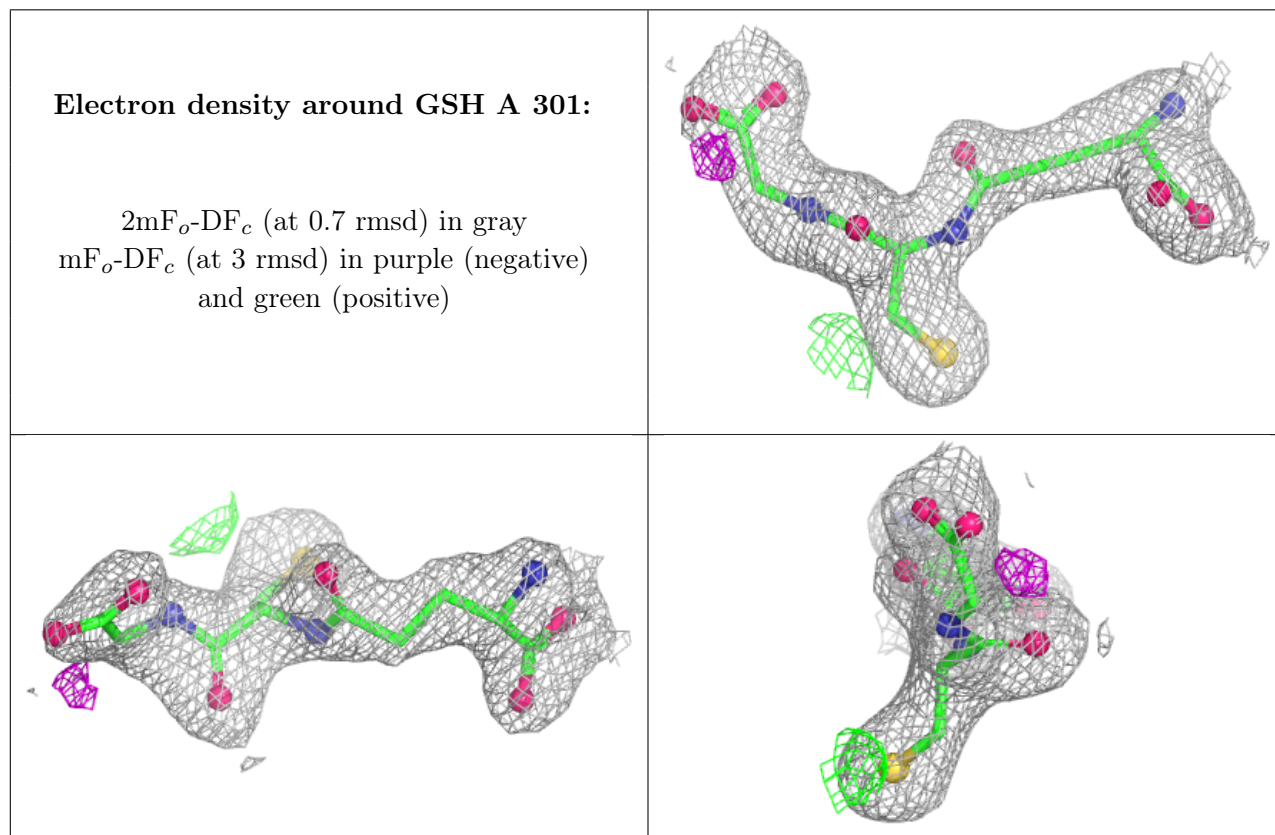 Electron density around GSH A 301:
2mFₒ-DF𝒸 (at 0.7 rmsd) in gray
mFₒ-DF𝒸 (at 3 rmsd) in purple (negative)
and green (positive)